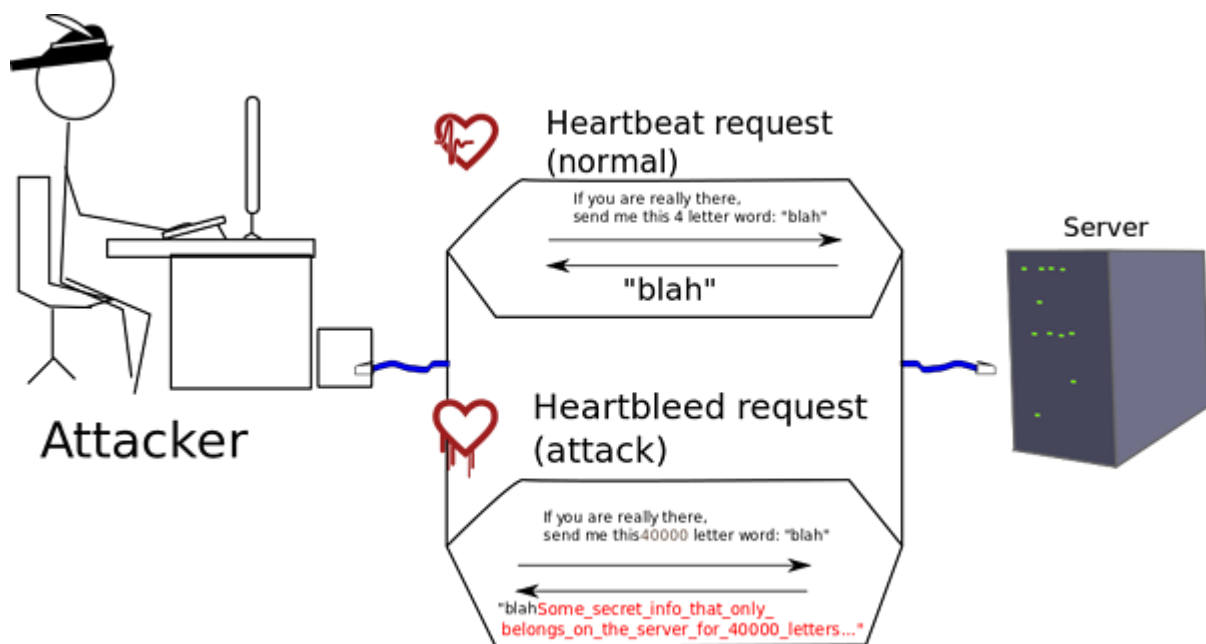 Heartbeat request
(normal)
If you are really there,
send me this 4 letter word: "blah"
"blah"
Server
Attacker
Heartbleed request
(attack)
If you are really there,
send me this40000 letter word: "blah"
"blahSome_secret_info_that_only_
belongs_on_the_server_for_40000_letters..."